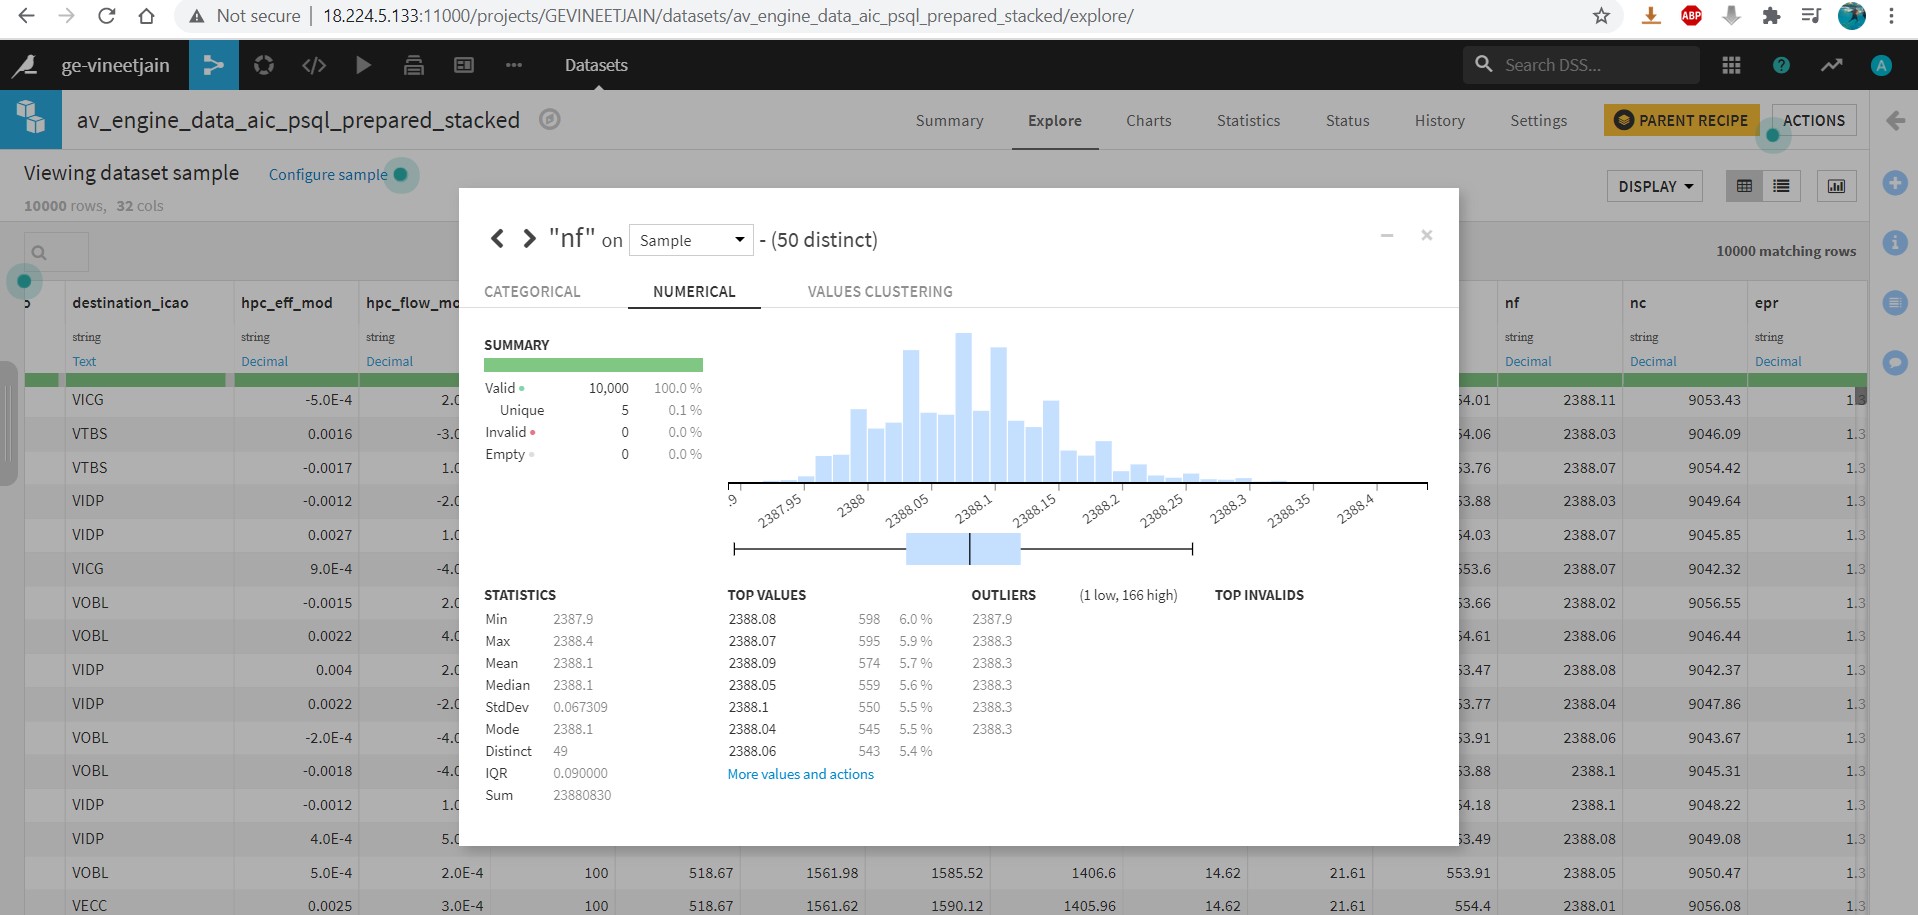 Not secure | 18.224.5.133:11000/projects/GEVINEETJAIN/datasets/av_engine_data_aic_psql_prepared_stacked/explore/
ABP
ge-vineetjain </> Datasets Search DSS... ? A
av_engine_data_aic_psql_prepared_stacked Summary Explore Charts Statistics Status History Settings PARENT RECIPE ACTIONS
Viewing dataset sample Configure sample DISPLAY
10000 rows, 32 cols
"nf" on Sample - (50 distinct)
10000 matching rows
CATEGORICAL NUMERICAL VALUES CLUSTERING
destination_icao hpc_eff_mod hpc_flow_mo nf nc epr
string string string string string string
Text Decimal Decimal Decimal Decimal Decimal
SUMMARY
Valid 10,000 100.0 %
Unique 5 0.1 %
Invalid 0 0.0 %
Empty 0 0.0 %
.9 2387.95 2388 2388.05 2388.1 2388.15 2388.2 2388.25 2388.3 2388.35 2388.4
STATISTICS
Min 2387.9
Max 2388.4
Mean 2388.1
Median 2388.1
StdDev 0.067309
Mode 2388.1
Distinct 49
IQR 0.090000
Sum 23880830
TOP VALUES
2388.08 598 6.0 %
2388.07 595 5.9 %
2388.09 574 5.7 %
2388.05 559 5.6 %
2388.1 550 5.5 %
2388.04 545 5.5 %
2388.06 543 5.4 %
More values and actions
OUTLIERS (1 low, 166 high)
2387.9
2388.3
2388.3
2388.3
2388.3
2388.3
TOP INVALIDS
VICG -5.0E-4 2.0 54.01 2388.11 9053.43 1.3
VTBS 0.0016 -3.0 54.06 2388.03 9046.09 1.3
VTBS -0.0017 1.0 53.76 2388.07 9054.42 1.3
VIDP -0.0012 -2.0 53.88 2388.03 9049.64 1.3
VIDP 0.0027 1.0 54.03 2388.07 9045.85 1.3
VICG 9.0E-4 -4.0 553.6 2388.07 9042.32 1.3
VOBL -0.0015 2.0 53.66 2388.02 9056.55 1.3
VOBL 0.0022 4.0 54.61 2388.06 9046.44 1.3
VIDP 0.004 2.0 53.47 2388.08 9042.37 1.3
VIDP 0.0022 -2.0 53.77 2388.04 9047.86 1.3
VOBL -2.0E-4 -4.0 53.91 2388.06 9043.67 1.3
VOBL -0.0018 -4.0 53.88 2388.1 9045.31 1.3
VIDP -0.0012 1.0 54.18 2388.1 9048.22 1.3
VIDP 4.0E-4 5.0 53.49 2388.08 9049.08 1.3
VOBL 5.0E-4 2.0E-4 100 518.67 1561.98 1585.52 1406.6 14.62 21.61 553.91 2388.05 9050.47 1.3
VECC 0.0025 3.0E-4 100 518.67 1561.62 1590.12 1405.96 14.62 21.61 554.4 2388.01 9056.08 1.3